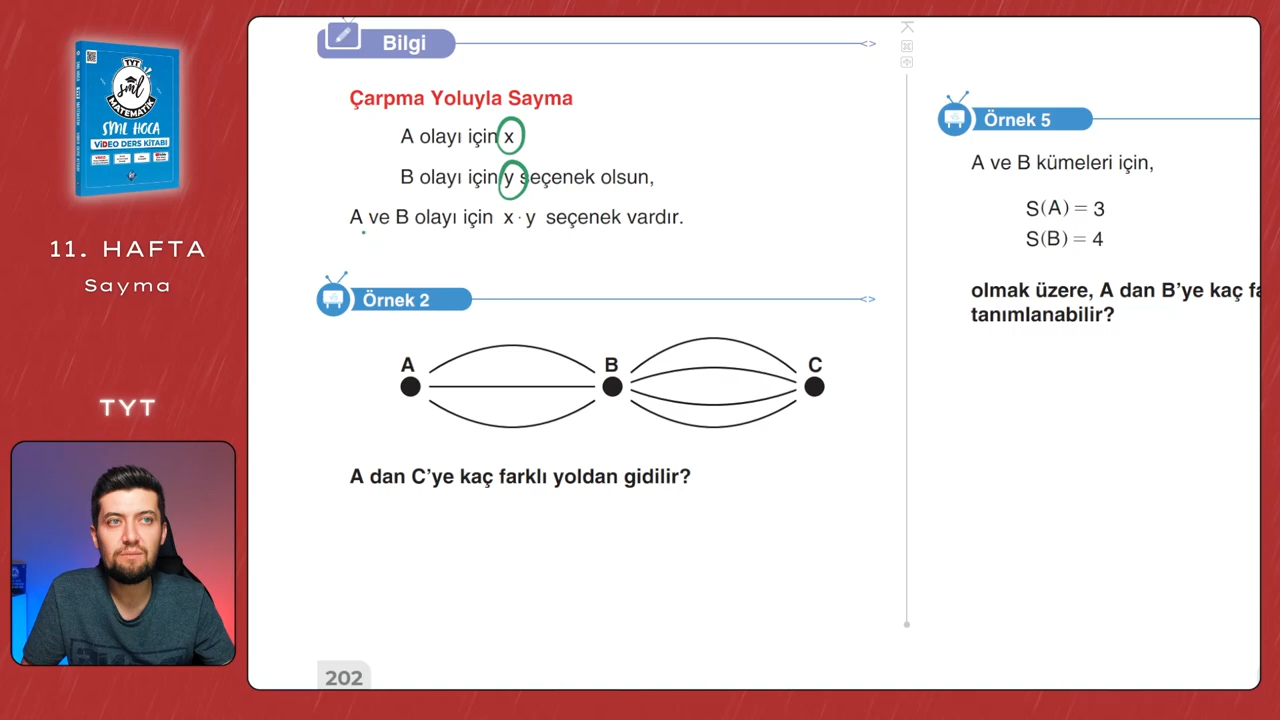 TYT
sml
MATEMATİK
SML HOCA
VİDEO DERS KİTABI
11. HAFTA
Sayma
TYT
Bilgi
Çarpma Yoluyla Sayma
A olayı için x
B olayı için y seçenek olsun,
A ve B olayı için x · y seçenek vardır.
Örnek 2
A B C
A dan C’ye kaç farklı yoldan gidilir?
202
Örnek 5
A ve B kümeleri için,
S(A) = 3
S(B) = 4
olmak üzere, A dan B’ye kaç fa
tanımlanabilir?